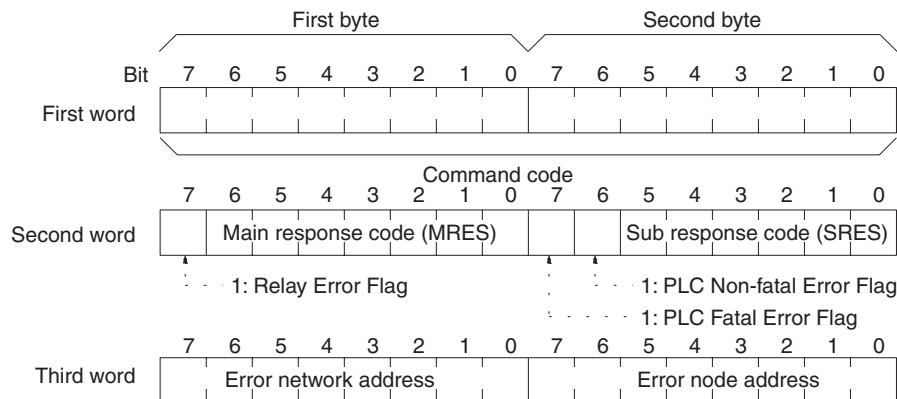 First byte Second byte
Bit 7 6 5 4 3 2 1 0 7 6 5 4 3 2 1 0
First word
Command code
7 6 5 4 3 2 1 0 7 6 5 4 3 2 1 0
Second word Main response code (MRES) Sub response code (SRES)
1: Relay Error Flag 1: PLC Non-fatal Error Flag
1: PLC Fatal Error Flag
7 6 5 4 3 2 1 0 7 6 5 4 3 2 1 0
Third word Error network address Error node address